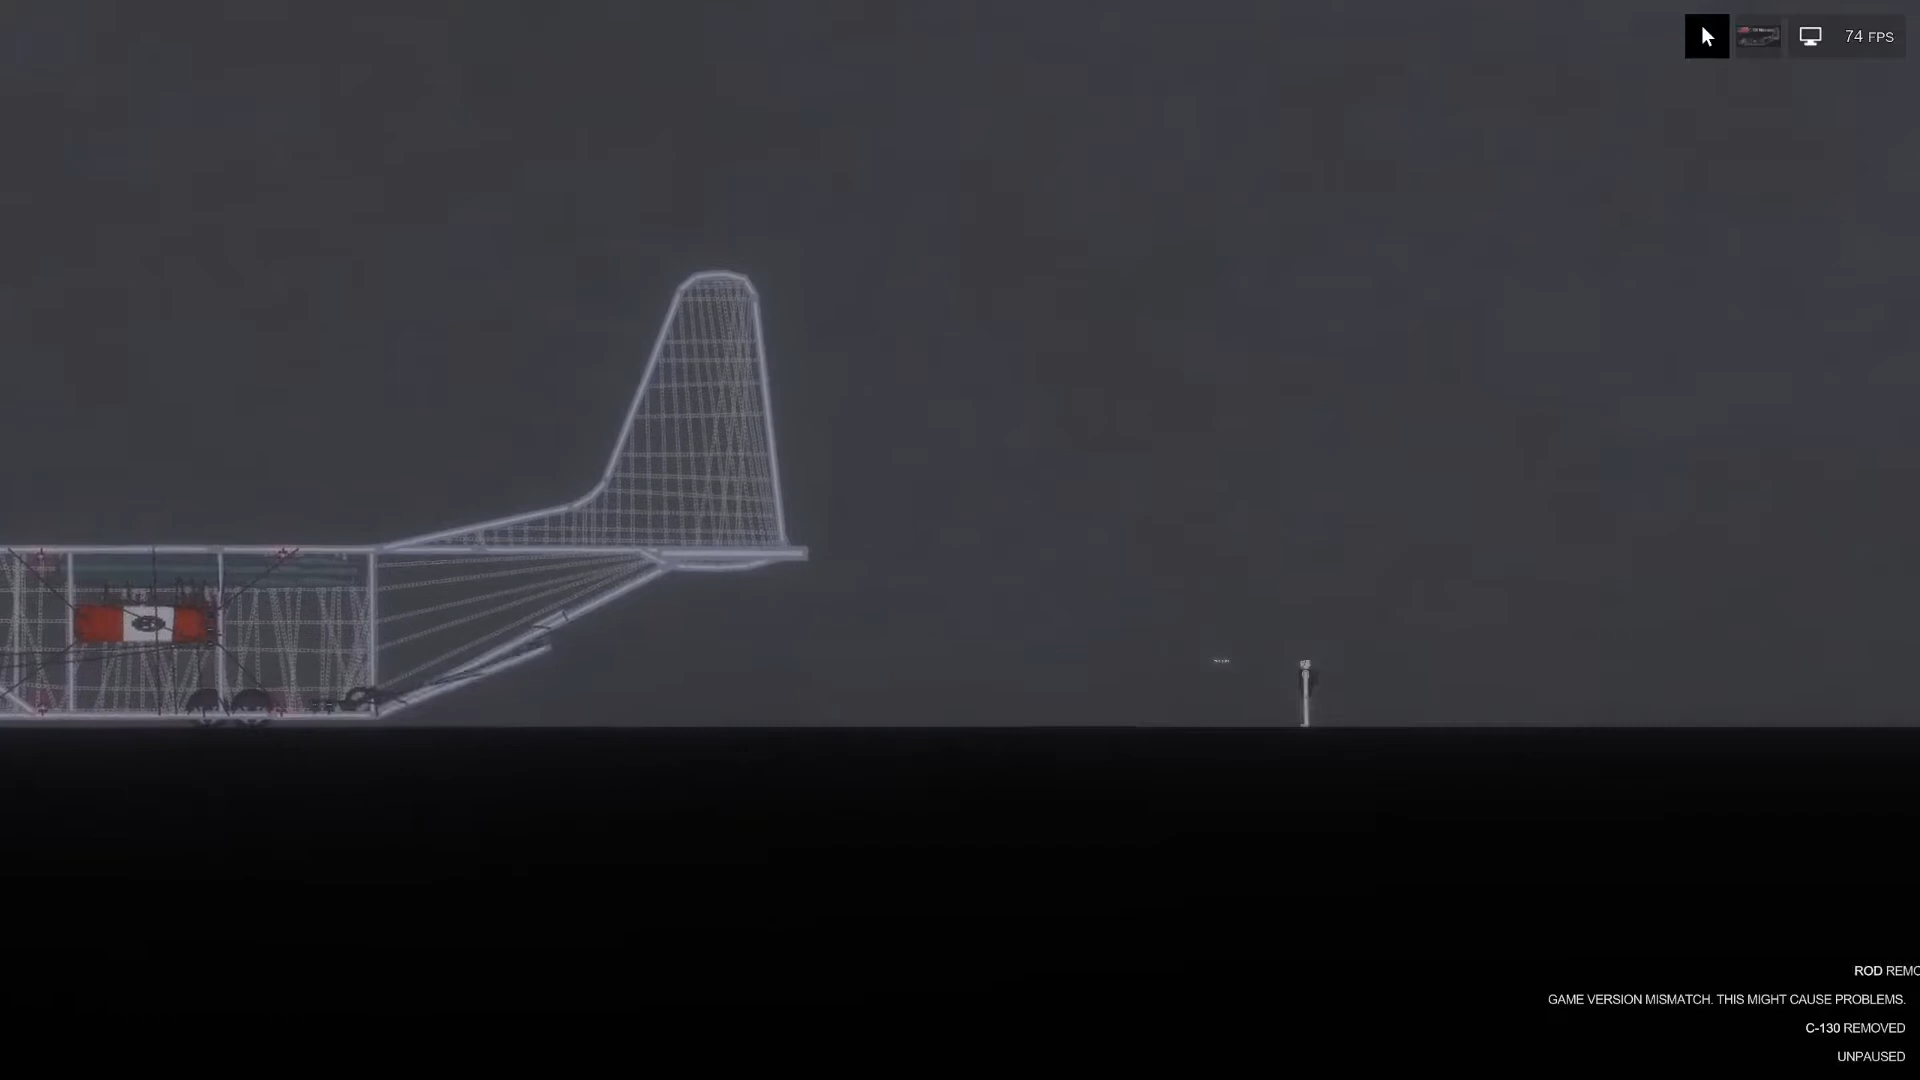 74 FPS
ROD REMO
GAME VERSION MISMATCH. THIS MIGHT CAUSE PROBLEMS.
C-130 REMOVED
UNPAUSED